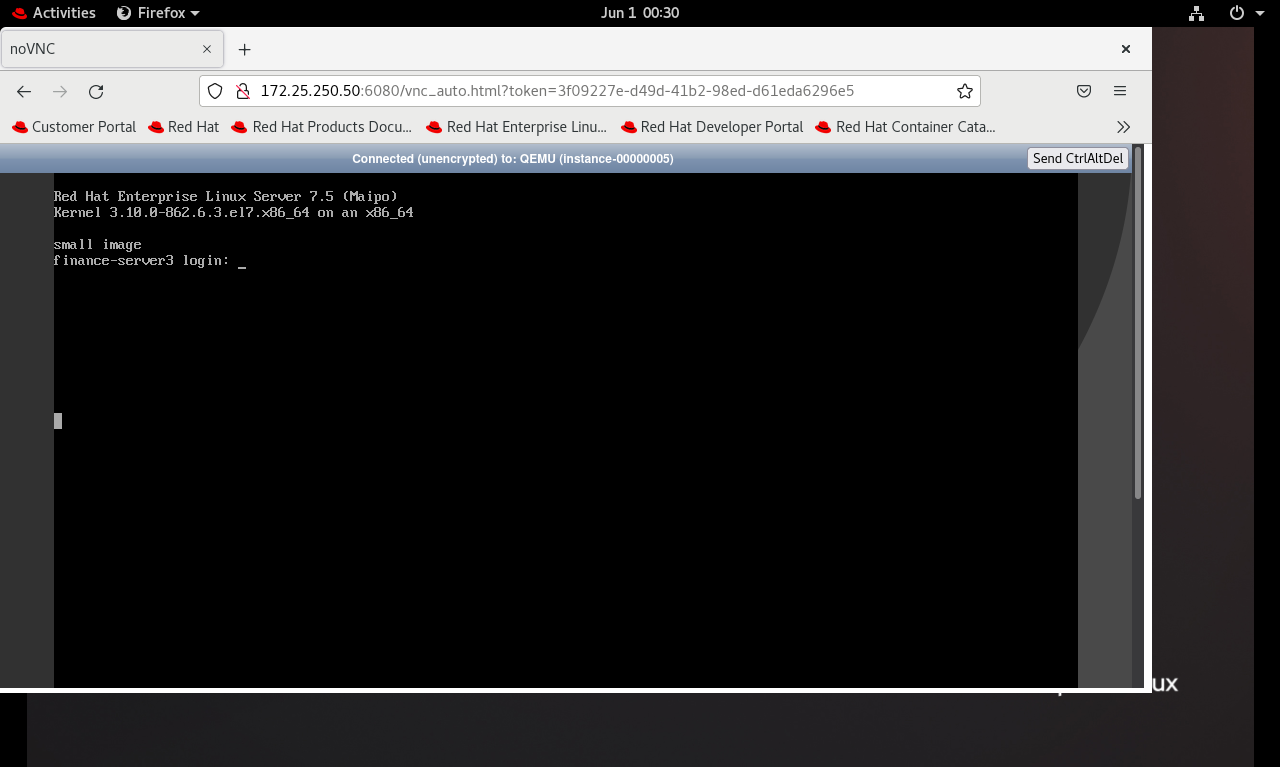 Activities Firefox Jun 1 00:30
noVNC
172.25.250.50:6080/vnc_auto.html?token=3f09227e-d49d-41b2-98ed-d61eda6296e5
Customer Portal Red Hat Red Hat Products Docu... Red Hat Enterprise Linu... Red Hat Developer Portal Red Hat Container Cata...
Connected (unencrypted) to: QEMU (instance-00000005) Send CtrlAltDel
Red Hat Enterprise Linux Server 7.5 (Maipo)
Kernel 3.10.0-862.6.3.el7.x86_64 on an x86_64
small image
finance-server3 login: _
ux